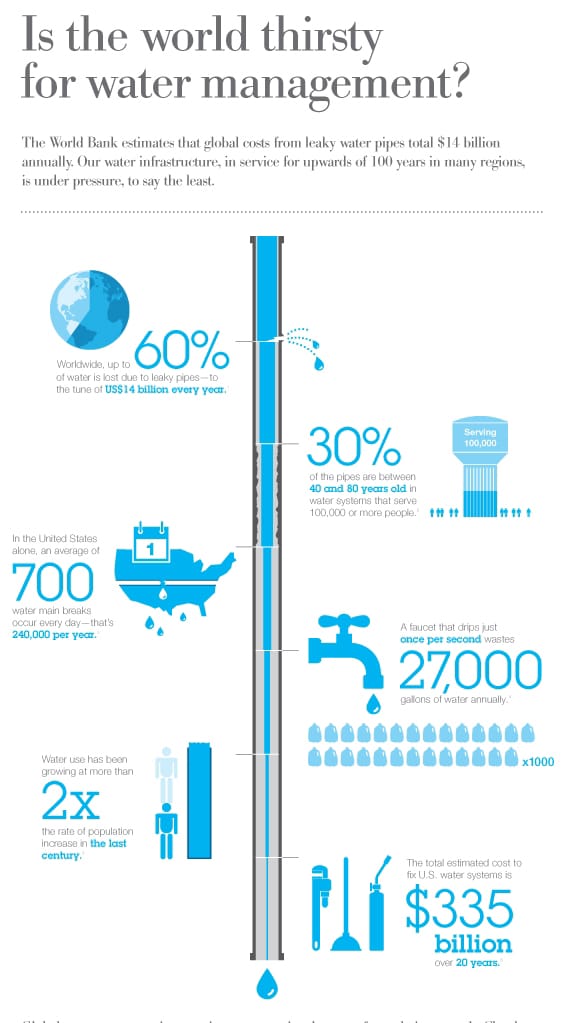 Is the world thirsty
for water management?
The World Bank estimates that global costs from leaky water pipes total $14 billion
annually. Our water infrastructure, in service for upwards of 100 years in many regions,
is under pressure, to say the least.
Worldwide, up to 60%
of water is lost due to leaky pipes—to
the tune of US$14 billion every year.
30%
of the pipes are between
40 and 80 years old in
water systems that serve
100,000 or more people.
Serving
100,000
In the United States
alone, an average of
700
water main breaks
occur every day—that's
240,000 per year.
1
A faucet that drips just
once per second wastes
27,000
gallons of water annually.
x1000
Water use has been
growing at more than
2x
the rate of population
increase in the last
century.
The total estimated cost to
fix U.S. water systems is
$335
billion
over 20 years.